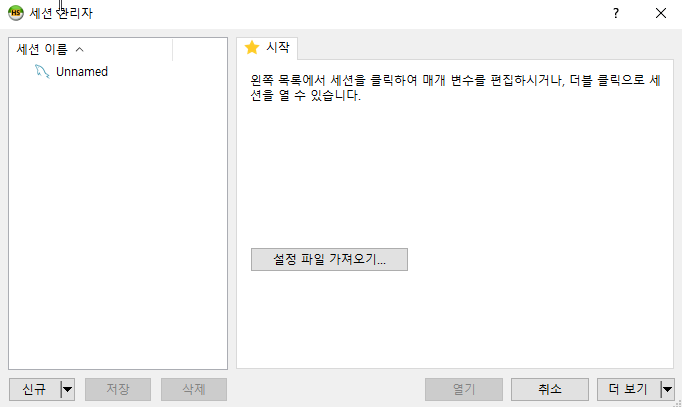 세션 관리자
세션 이름
시작
Unnamed
왼쪽 목록에서 세션을 클릭하여 매개 변수를 편집하시거나, 더블 클릭으로 세
션을 열 수 있습니다.
설정 파일 가져오기...
신규
저장
삭제
열기
취소
더 보기